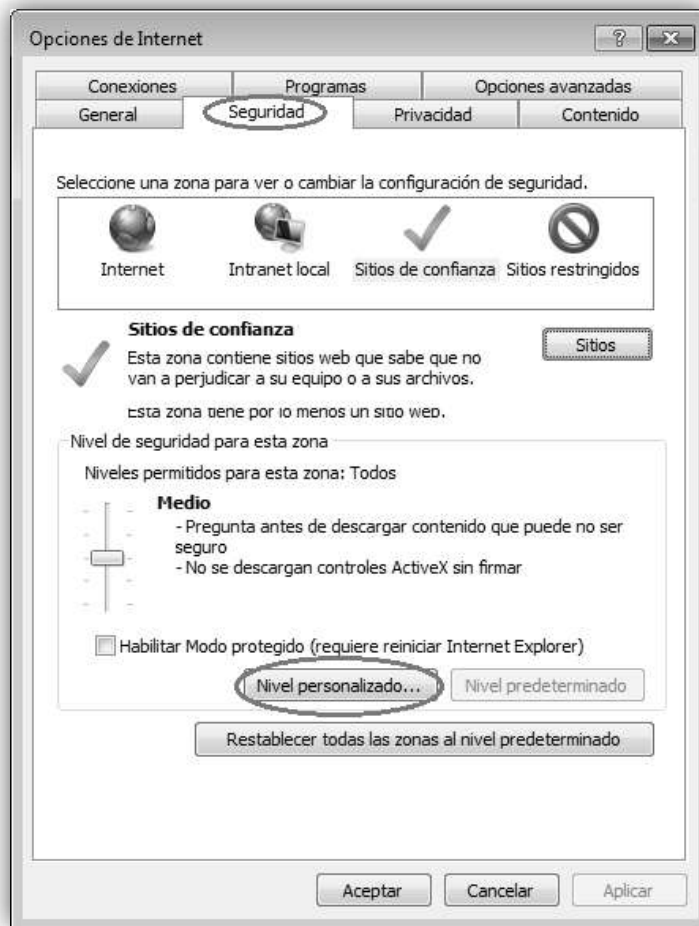 Opciones de Internet
Conexiones Programas Opciones avanzadas
General Seguridad Privacidad Contenido
Seleccione una zona para ver o cambiar la configuración de seguridad.
Internet Intranet local Sitios de confianza Sitios restringidos
Sitios de confianza
Sitios
Esta zona contiene sitios web que sabe que no
van a perjudicar a su equipo o a sus archivos.
Esta zona tiene por lo menos un sitio web.
Nivel de seguridad para esta zona
Niveles permitidos para esta zona: Todos
Medio
- Pregunta antes de descargar contenido que puede no ser
seguro
- No se descargan controles ActiveX sin firmar
Habilitar Modo protegido (requiere reiniciar Internet Explorer)
Nivel personalizado... Nivel predeterminado
Restablecer todas las zonas al nivel predeterminado
Aceptar Cancelar Aplicar